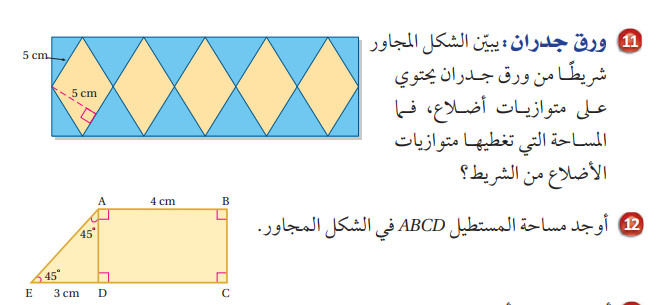 11 ورق جدران: يبيّن الشكل المجاور
شريطًا من ورق جدران يحتوي
على متوازيات أضلاع، فما
المساحة التي تغطيها متوازيات
الأضلاع من الشريط؟
5 cm
5 cm
12 أوجد مساحة المستطيل ABCD في الشكل المجاور.
A 4 cm B
45°
45°
E 3 cm D C